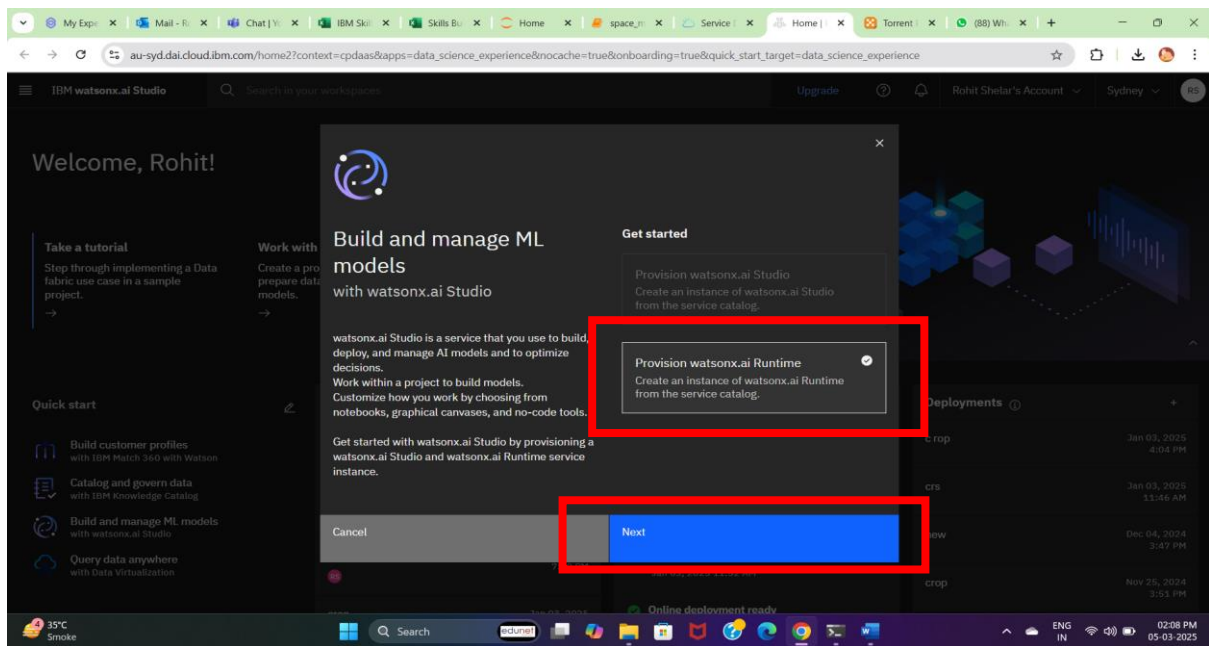 My Expe
Mail - R
Chat | Y
IBM Skil
Skills Bu
Home
space_m
Service
Home |
Torrent
(88) Wh
au-syd.dai.cloud.ibm.com/home2?context=cpdaas&apps=data_science_experience&nocache=true&onboarding=true&quick_start_target=data_science_experience
IBM watsonx.ai Studio
Search in your workspaces
Upgrade
Rohit Shelar's Account
Sydney
RS
Welcome, Rohit!
Take a tutorial
Step through implementing a Data
fabric use case in a sample
project.
Work with
Create a pro
prepare data
models.
Build and manage ML
models
with watsonx.ai Studio
watsonx.ai Studio is a service that you use to build,
deploy, and manage AI models and to optimize
decisions.
Work within a project to build models.
Customize how you work by choosing from
notebooks, graphical canvases, and no-code tools.
Get started with watsonx.ai Studio by provisioning a
watsonx.ai Studio and watsonx.ai Runtime service
instance.
Get started
Provision watsonx.ai Studio
Create an instance of watsonx.ai Studio
from the service catalog.
Provision watsonx.ai Runtime
Create an instance of watsonx.ai Runtime
from the service catalog.
Cancel
Next
Quick start
Build customer profiles
with IBM Match 360 with Watson
Catalog and govern data
with IBM Knowledge Catalog
Build and manage ML models
with watsonx.ai Studio
Query data anywhere
with Data Virtualization
Deployments
crop
Jan 03, 2025
4:04 PM
crs
Jan 03, 2025
11:46 AM
new
Dec 04, 2024
3:47 PM
crop
Nov 25, 2024
3:51 PM
Online deployment ready
4
35°C
Smoke
Search
edunet
ENG
IN
02:08 PM
05-03-2025